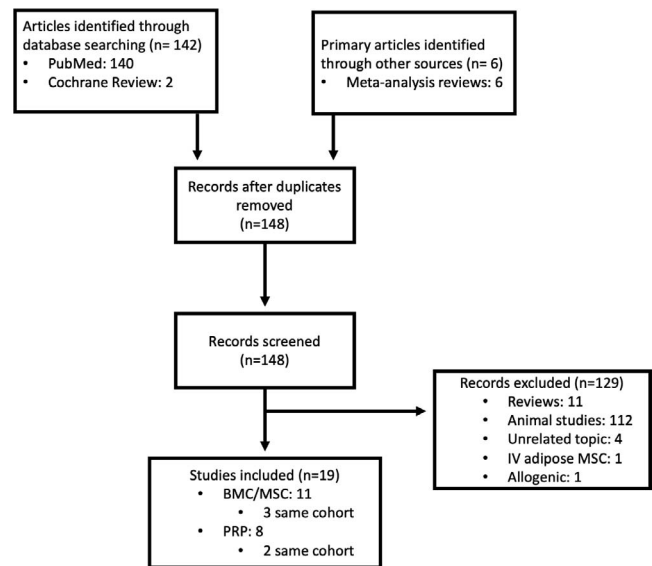 Articles identified through
database searching (n= 142)
• PubMed: 140
• Cochrane Review: 2
Primary articles identified
through other sources (n= 6)
• Meta-analysis reviews: 6
Records after duplicates
removed
(n=148)
Records screened
(n=148)
Records excluded (n=129)
• Reviews: 11
• Animal studies: 112
• Unrelated topic: 4
• IV adipose MSC: 1
• Allogenic: 1
Studies included (n=19)
• BMC/MSC: 11
• 3 same cohort
• PRP: 8
• 2 same cohort